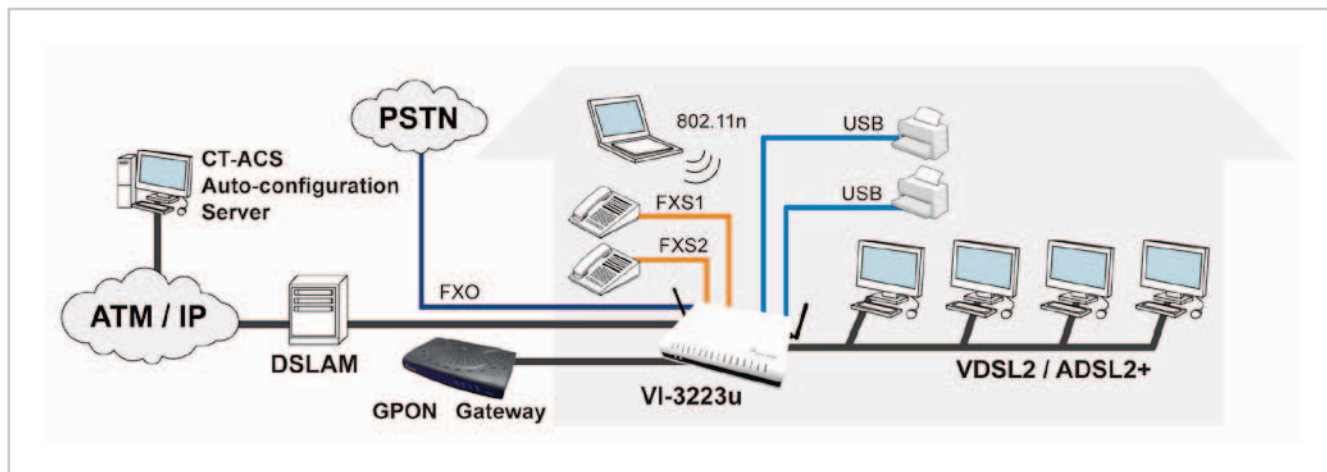 PSTN
802.11n
USB
CT-ACS
Auto-configuration
Server
FXS1
USB
FXS2
FXO
ATM / IP
DSLAM
VDSL2 / ADSL2+
VI-3223u
GPON Gateway